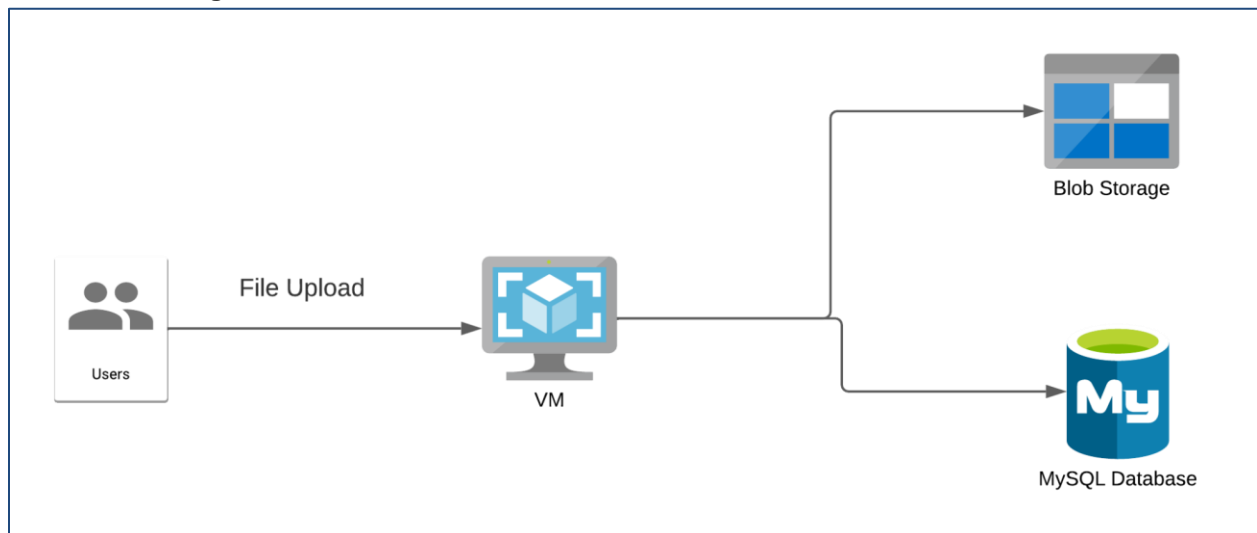 Blob Storage
File Upload
Users
VM
My
MySQL Database